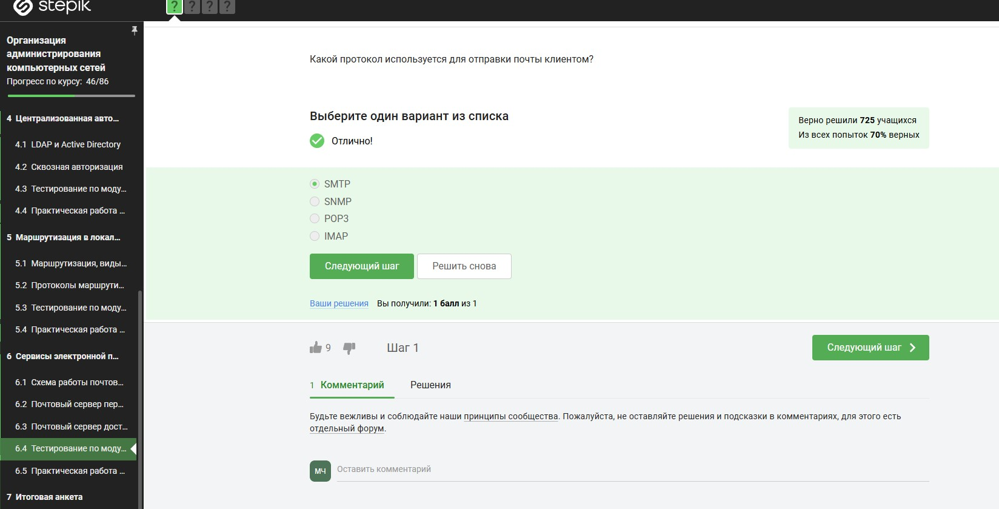 stepik
? ? ? ?
Организация
администрирования
компьютерных сетей
Прогресс по курсу: 46/86
4 Централизованная авто...
4.1 LDAP и Active Directory
4.2 Сквозная авторизация
4.3 Тестирование по моду...
4.4 Практическая работа ...
5 Маршрутизация в локал...
5.1 Маршрутизация, виды...
5.2 Протоколы маршрути...
5.3 Тестирование по моду...
5.4 Практическая работа ...
6 Сервисы электронной п...
6.1 Схема работы почтов...
6.2 Почтовый сервер пер...
6.3 Почтовый сервер дост...
6.4 Тестирование по моду...
6.5 Практическая работа ...
7 Итоговая анкета
Какой протокол используется для отправки почты клиентом?
Выберите один вариант из списка
Отлично!
Верно решили 725 учащихся
Из всех попыток 70% верных
SMTP
SNMP
POP3
IMAP
Следующий шаг
Решить снова
Ваши решения Вы получили: 1 балл из 1
9
Шаг 1
Следующий шаг
1 Комментарий
Решения
Будьте вежливы и соблюдайте наши принципы сообщества. Пожалуйста, не оставляйте решения и подсказки в комментариях, для этого есть
отдельный форум.
МЧ
Оставить комментарий